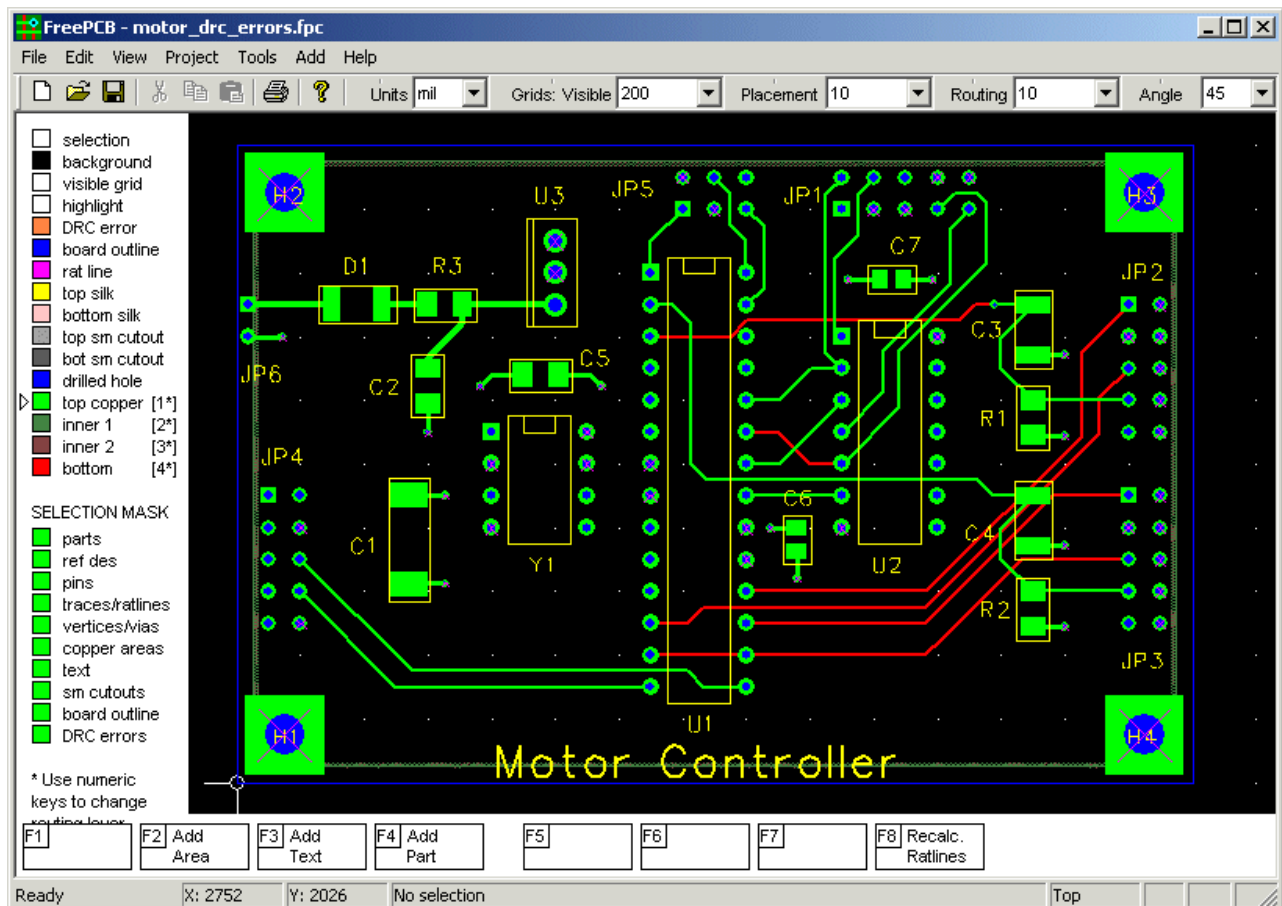 FreePCB - motor_drc_errors.fpc
File Edit View Project Tools Add Help
Units mil Grids: Visible 200 Placement 10 Routing 10 Angle 45
selection
background
visible grid
highlight
DRC error
board outline
rat line
top silk
bottom silk
top sm cutout
bot sm cutout
drilled hole
top copper [1*]
inner 1 [2*]
inner 2 [3*]
bottom [4*]
SELECTION MASK
parts
ref des
pins
traces/ratlines
vertices/vias
copper areas
text
sm cutouts
board outline
DRC errors
* Use numeric
keys to change
routing layer
H2
U3
JP5
JP1
H3
D1
R3
C7
JP2
C3
JP6
C2
C5
R1
JP4
C1
Y1
C6
U2
C4
R2
JP3
H1
U1
H4
Motor Controller
F1
F2 Add Area
F3 Add Text
F4 Add Part
F5
F6
F7
F8 Recalc. Ratlines
Ready X: 2752 Y: 2026 No selection Top